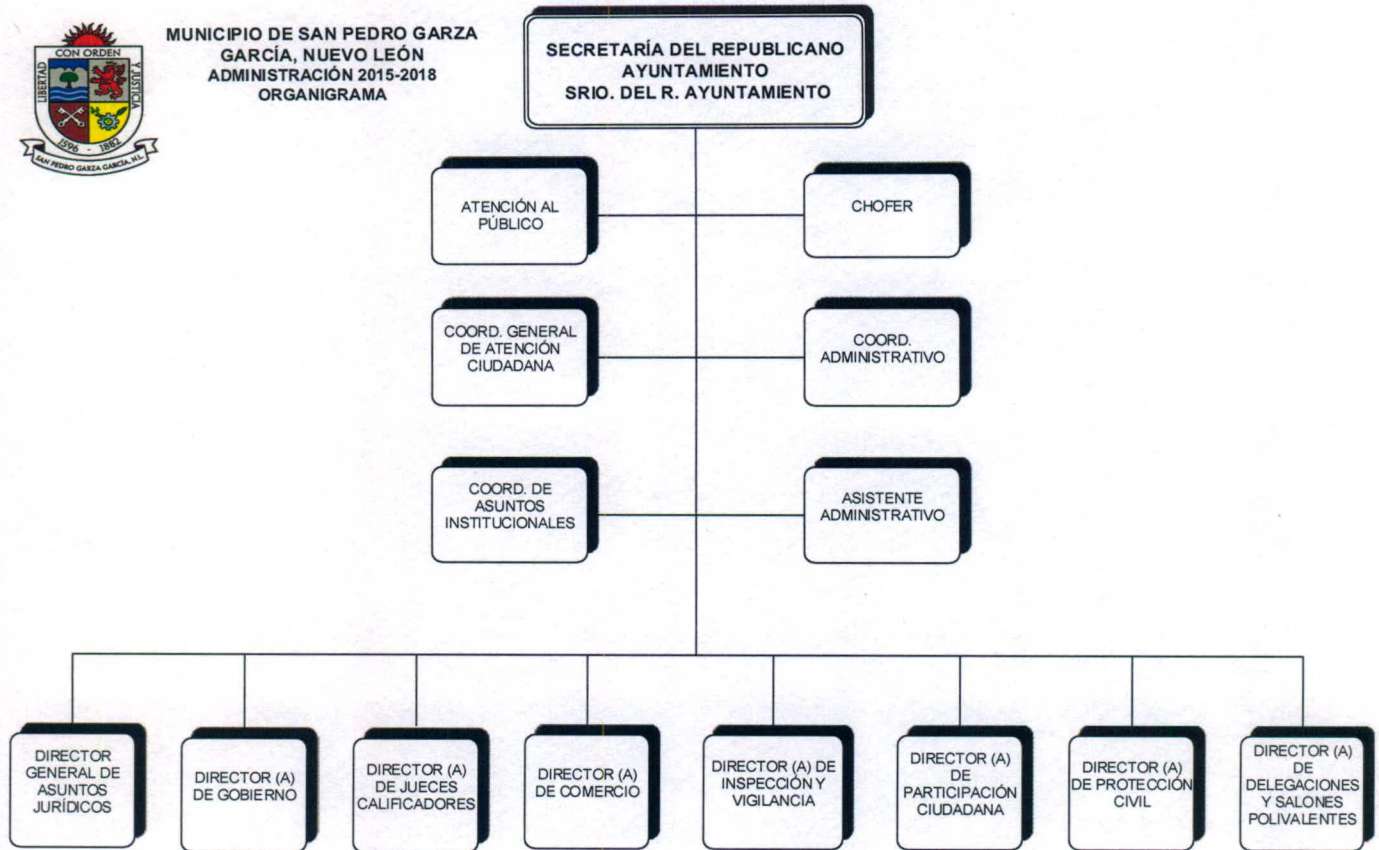 CON ORDEN
LIBERTAD
Y JUSTICIA
1596 - 1882
SAN PEDRO GARZA GARCÍA, N.L.
MUNICIPIO DE SAN PEDRO GARZA
GARCÍA, NUEVO LEÓN
ADMINISTRACIÓN 2015-2018
ORGANIGRAMA
SECRETARÍA DEL REPUBLICANO
AYUNTAMIENTO
SRIO. DEL R. AYUNTAMIENTO
ATENCIÓN AL
PÚBLICO
CHOFER
COORD. GENERAL
DE ATENCIÓN
CIUDADANA
COORD.
ADMINISTRATIVO
COORD. DE
ASUNTOS
INSTITUCIONALES
ASISTENTE
ADMINISTRATIVO
DIRECTOR
GENERAL DE
ASUNTOS
JURÍDICOS
DIRECTOR (A)
DE GOBIERNO
DIRECTOR (A)
DE JUECES
CALIFICADORES
DIRECTOR (A)
DE COMERCIO
DIRECTOR (A) DE
INSPECCIÓN Y
VIGILANCIA
DIRECTOR (A)
DE
PARTICIPACIÓN
CIUDADANA
DIRECTOR (A)
DE PROTECCIÓN
CIVIL
DIRECTOR (A)
DE
DELEGACIONES
Y SALONES
POLIVALENTES